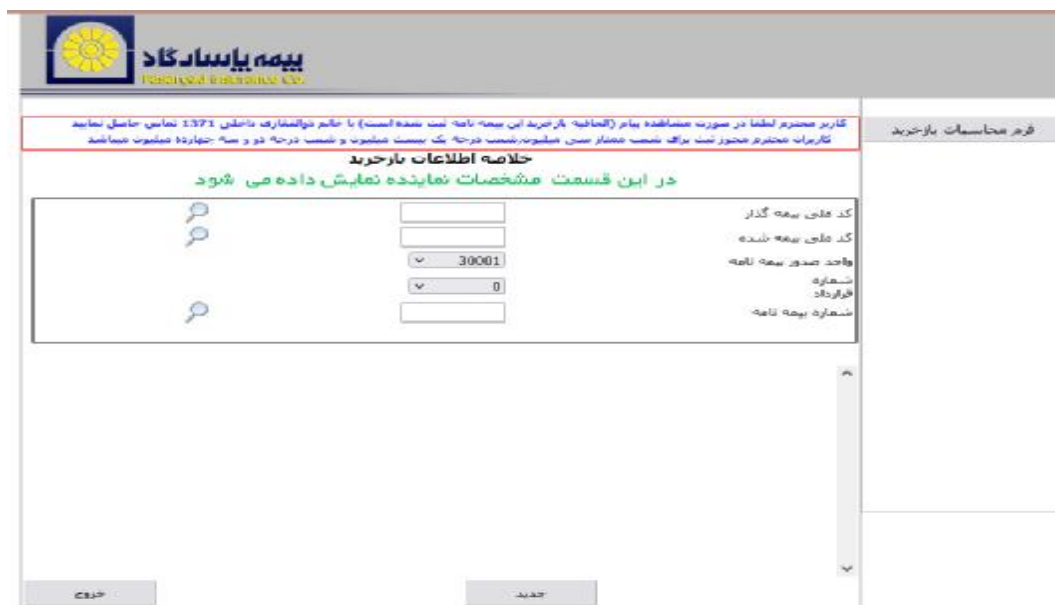 بیمه پاسارگاد
Pasargad Insurance Co.
فرم محاسبات بازخرید
کاربر محترم لطفا در صورت مشاهده پیام (الحاقیه بازخرید این بیمه نامه ثبت شده است) با خانم ذوالفقاری داخلی 1371 تماس حاصل نمایید
کاربران محترم مجوز ثبت برای شعب ممتاز سی میلیون,شعب درجه یک بیست میلیون و شعب درجه دو و سه چهارده میلیون میباشد
خلاصه اطلاعات بازخرید
در این قسمت مشخصات نماینده نمایش داده می شود
کد ملی بیمه گذار
کد ملی بیمه شده
واحد صدور بیمه نامه 30001
شماره
قرارداد 0
شماره بیمه نامه
جدید
خروج